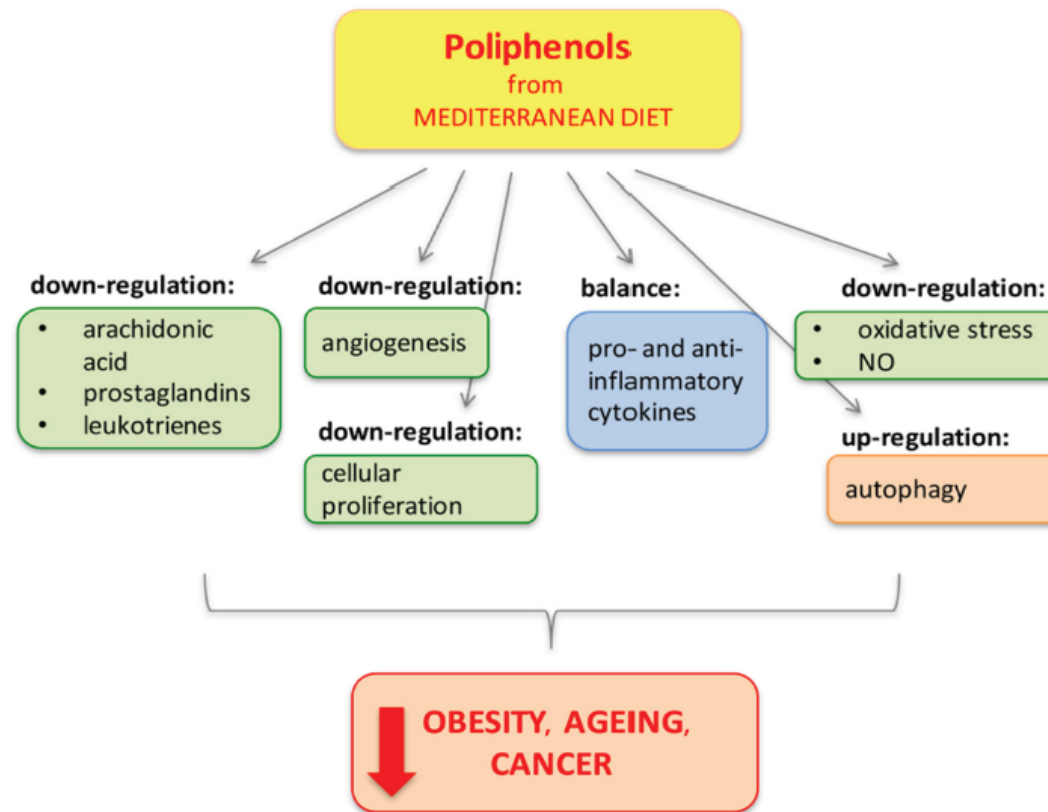 Poliphenols
from
MEDITERRANEAN DIET
down-regulation:
• arachidonic
acid
• prostaglandins
• leukotrienes
down-regulation:
angiogenesis
down-regulation:
cellular
proliferation
balance:
pro- and anti-
inflammatory
cytokines
down-regulation:
• oxidative stress
• NO
up-regulation:
autophagy
OBESITY, AGEING,
CANCER